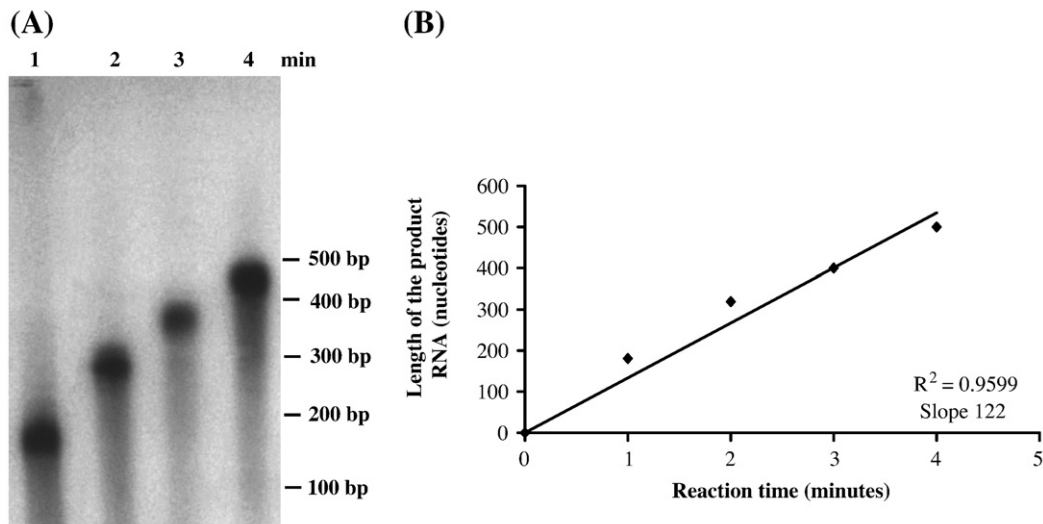 (A)
1 2 3 4 min
500 bp
400 bp
300 bp
200 bp
100 bp
(B)
Length of the product
RNA (nucleotides)
600
500
400
300
200
100
0
0 1 2 3 4 5
Reaction time (minutes)
R² = 0.9599
Slope 122